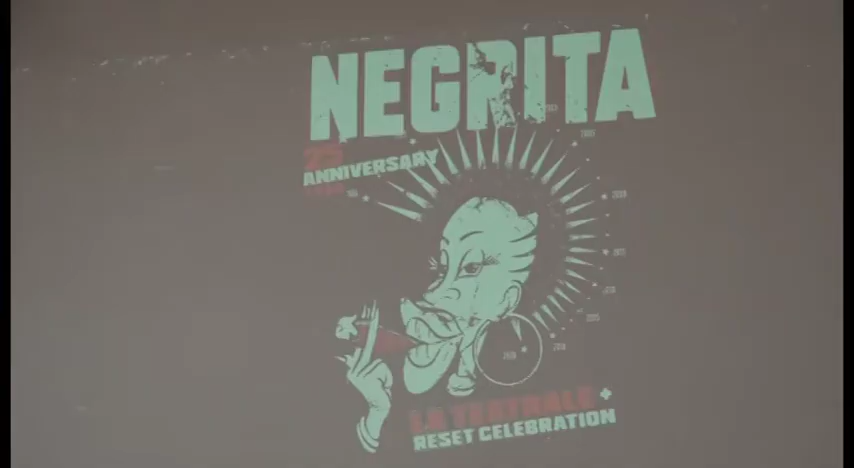 NEGRITA
25
ANNIVERSARY
LA TEATRALE +
RESET CELEBRATION